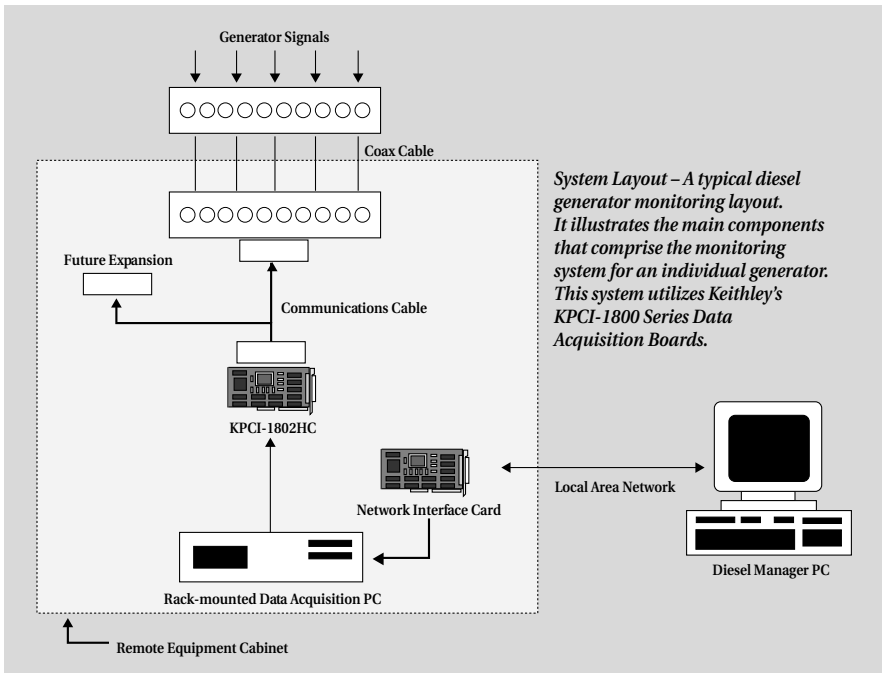 Generator Signals
Coax Cable
System Layout – A typical diesel
generator monitoring layout.
It illustrates the main components
that comprise the monitoring
system for an individual generator.
This system utilizes Keithley's
KPCI-1800 Series Data
Acquisition Boards.
Future Expansion
Communications Cable
KPCI-1802HC
Network Interface Card
Local Area Network
Diesel Manager PC
Rack-mounted Data Acquisition PC
Remote Equipment Cabinet